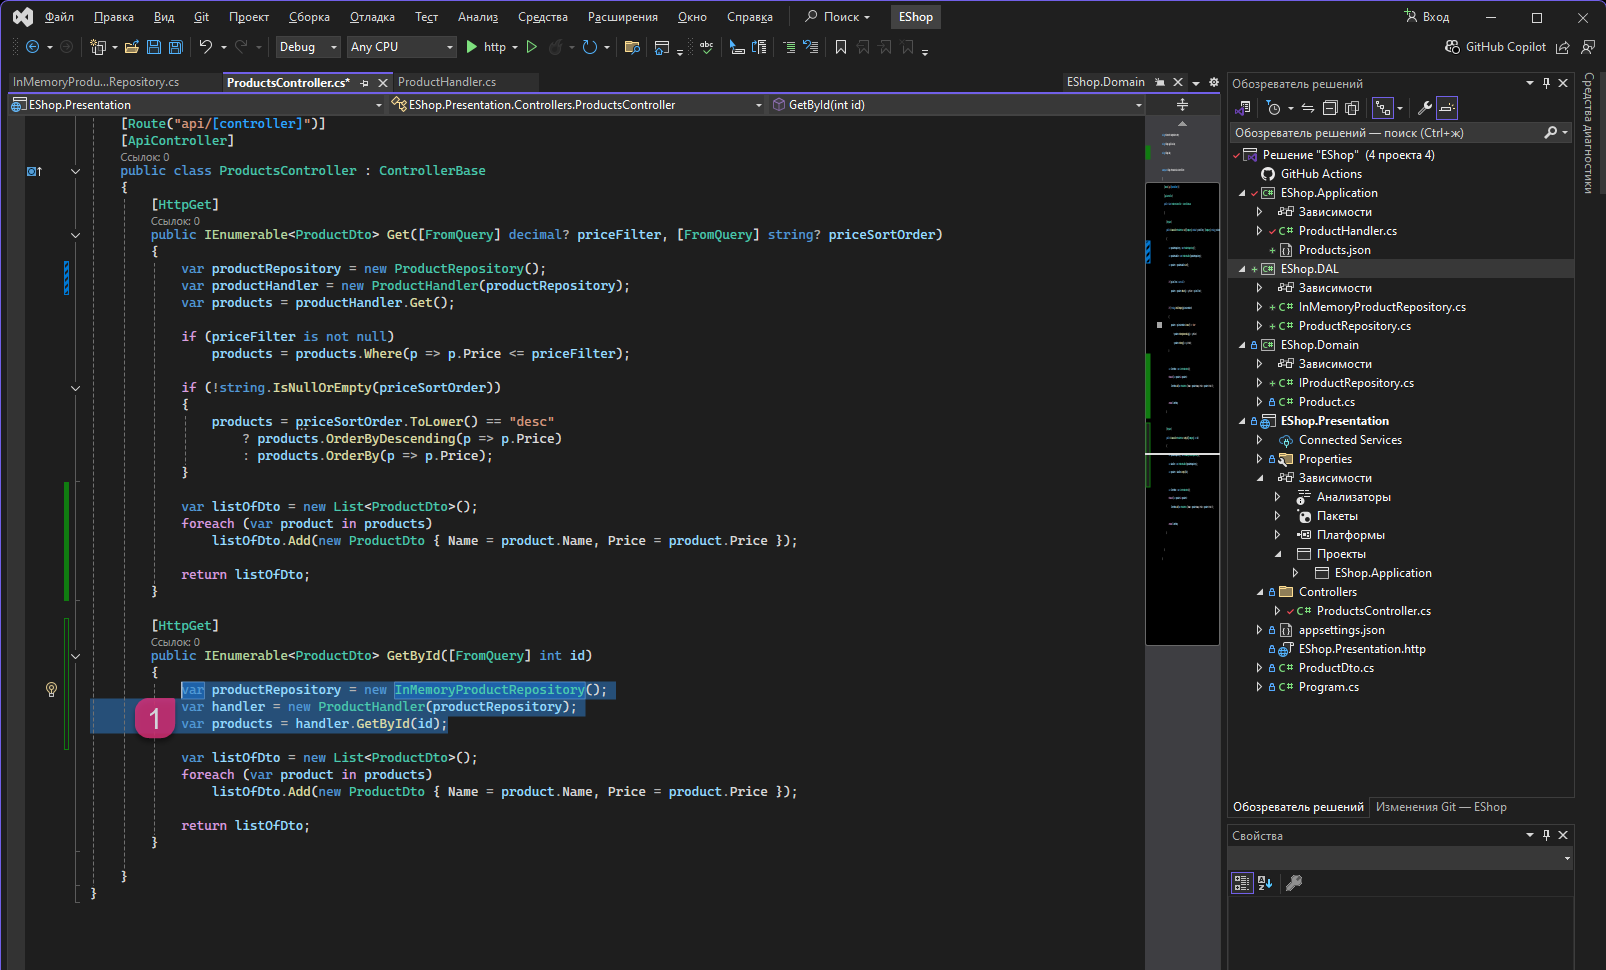 Файл Правка Вид Git Проект Сборка Отладка Тест Анализ Средства Расширения Окно Справка Поиск EShop Вход
Debug Any CPU http abc GitHub Copilot
InMemoryProdu...Repository.cs ProductsController.cs* ProductHandler.cs EShop.Domain
EShop.Presentation EShop.Presentation.Controllers.ProductsController GetById(int id)
[Route("api/[controller]")]
[ApiController]
Ссылок: 0
public class ProductsController : ControllerBase
{
[HttpGet]
Ссылок: 0
public IEnumerable<ProductDto> Get([FromQuery] decimal? priceFilter, [FromQuery] string? priceSortOrder)
{
var productRepository = new ProductRepository();
var productHandler = new ProductHandler(productRepository);
var products = productHandler.Get();
if (priceFilter is not null)
products = products.Where(p => p.Price <= priceFilter);
if (!string.IsNullOrEmpty(priceSortOrder))
{
products = priceSortOrder.ToLower() == "desc"
? products.OrderByDescending(p => p.Price)
: products.OrderBy(p => p.Price);
}
var listOfDto = new List<ProductDto>();
foreach (var product in products)
listOfDto.Add(new ProductDto { Name = product.Name, Price = product.Price });
return listOfDto;
}
[HttpGet]
Ссылок: 0
public IEnumerable<ProductDto> GetById([FromQuery] int id)
{
var productRepository = new InMemoryProductRepository();
var handler = new ProductHandler(productRepository);
1
var products = handler.GetById(id);
var listOfDto = new List<ProductDto>();
foreach (var product in products)
listOfDto.Add(new ProductDto { Name = product.Name, Price = product.Price });
return listOfDto;
}
}
}
Обозреватель решений
Обозреватель решений — поиск (Ctrl+ж)
Решение "EShop" (4 проекта 4)
GitHub Actions
C# EShop.Application
Зависимости
C# ProductHandler.cs
Products.json
C# EShop.DAL
Зависимости
C# InMemoryProductRepository.cs
C# ProductRepository.cs
C# EShop.Domain
Зависимости
C# IProductRepository.cs
C# Product.cs
EShop.Presentation
Connected Services
Properties
Зависимости
Анализаторы
Пакеты
Платформы
Проекты
EShop.Application
Controllers
C# ProductsController.cs
appsettings.json
EShop.Presentation.http
C# ProductDto.cs
C# Program.cs
Обозреватель решений Изменения Git — EShop
Свойства
Средства диагностики